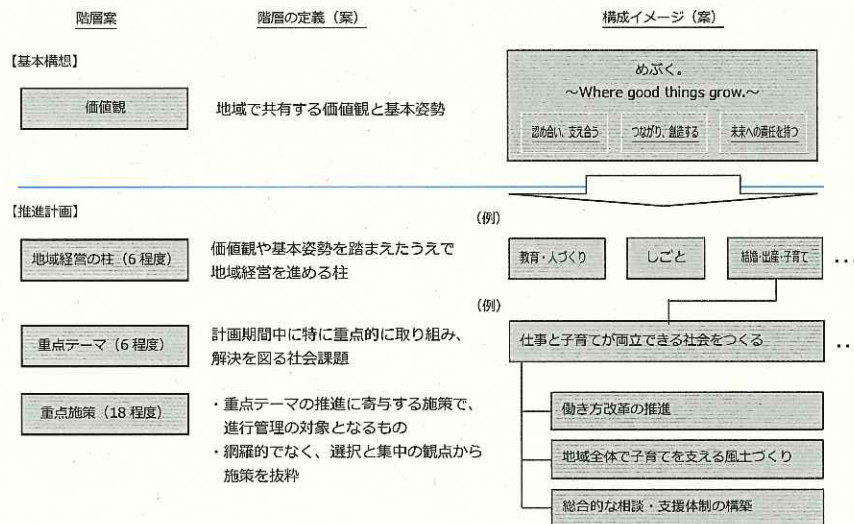 階層案
階層の定義（案）
構成イメージ（案）
【基本構想】
価値観
地域で共有する価値観と基本姿勢
めぶく。
～Where good things grow.～
認め合い、支え合う
つながり、創造する
未来への責任を持つ
【推進計画】
地域経営の柱（6 程度）
価値観や基本姿勢を踏まえたうえで
地域経営を進める柱
（例）
教育・人づくり
しごと
結婚・出産・子育て
…
重点テーマ（6 程度）
計画期間中に特に重点的に取り組み、
解決を図る社会課題
（例）
仕事と子育てが両立できる社会をつくる
…
重点施策（18 程度）
・重点テーマの推進に寄与する施策で、
進行管理の対象となるもの
・網羅的でなく、選択と集中の観点から
施策を抜粋
働き方改革の推進
地域全体で子育てを支える風土づくり
総合的な相談・支援体制の構築